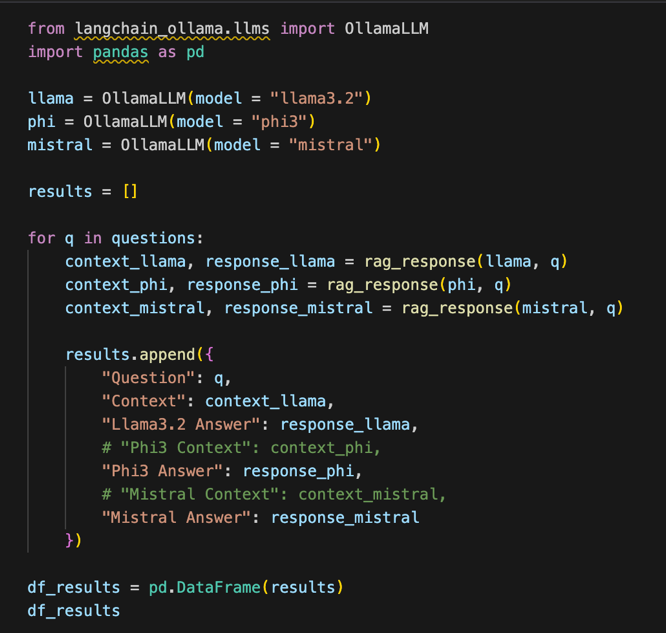 from langchain_ollama.llms import OllamaLLM
import pandas as pd
llama = OllamaLLM(model = "llama3.2")
phi = OllamaLLM(model = "phi3")
mistral = OllamaLLM(model = "mistral")
results = []
for q in questions:
    context_llama, response_llama = rag_response(llama, q)
    context_phi, response_phi = rag_response(phi, q)
    context_mistral, response_mistral = rag_response(mistral, q)
    results.append({
        "Question": q,
        "Context": context_llama,
        "Llama3.2 Answer": response_llama,
        # "Phi3 Context": context_phi,
        "Phi3 Answer": response_phi,
        # "Mistral Context": context_mistral,
        "Mistral Answer": response_mistral
    })
df_results = pd.DataFrame(results)
df_results